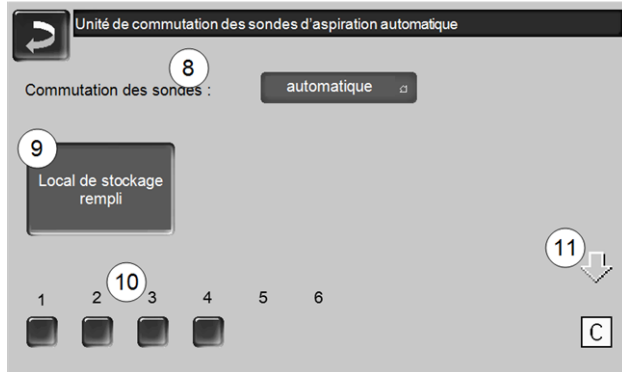 Unité de commutation des sondes d'aspiration automatique
8
Commutation des sondes :
automatique
9
Local de stockage
rempli
11
10
1 2 3 4 5 6
C